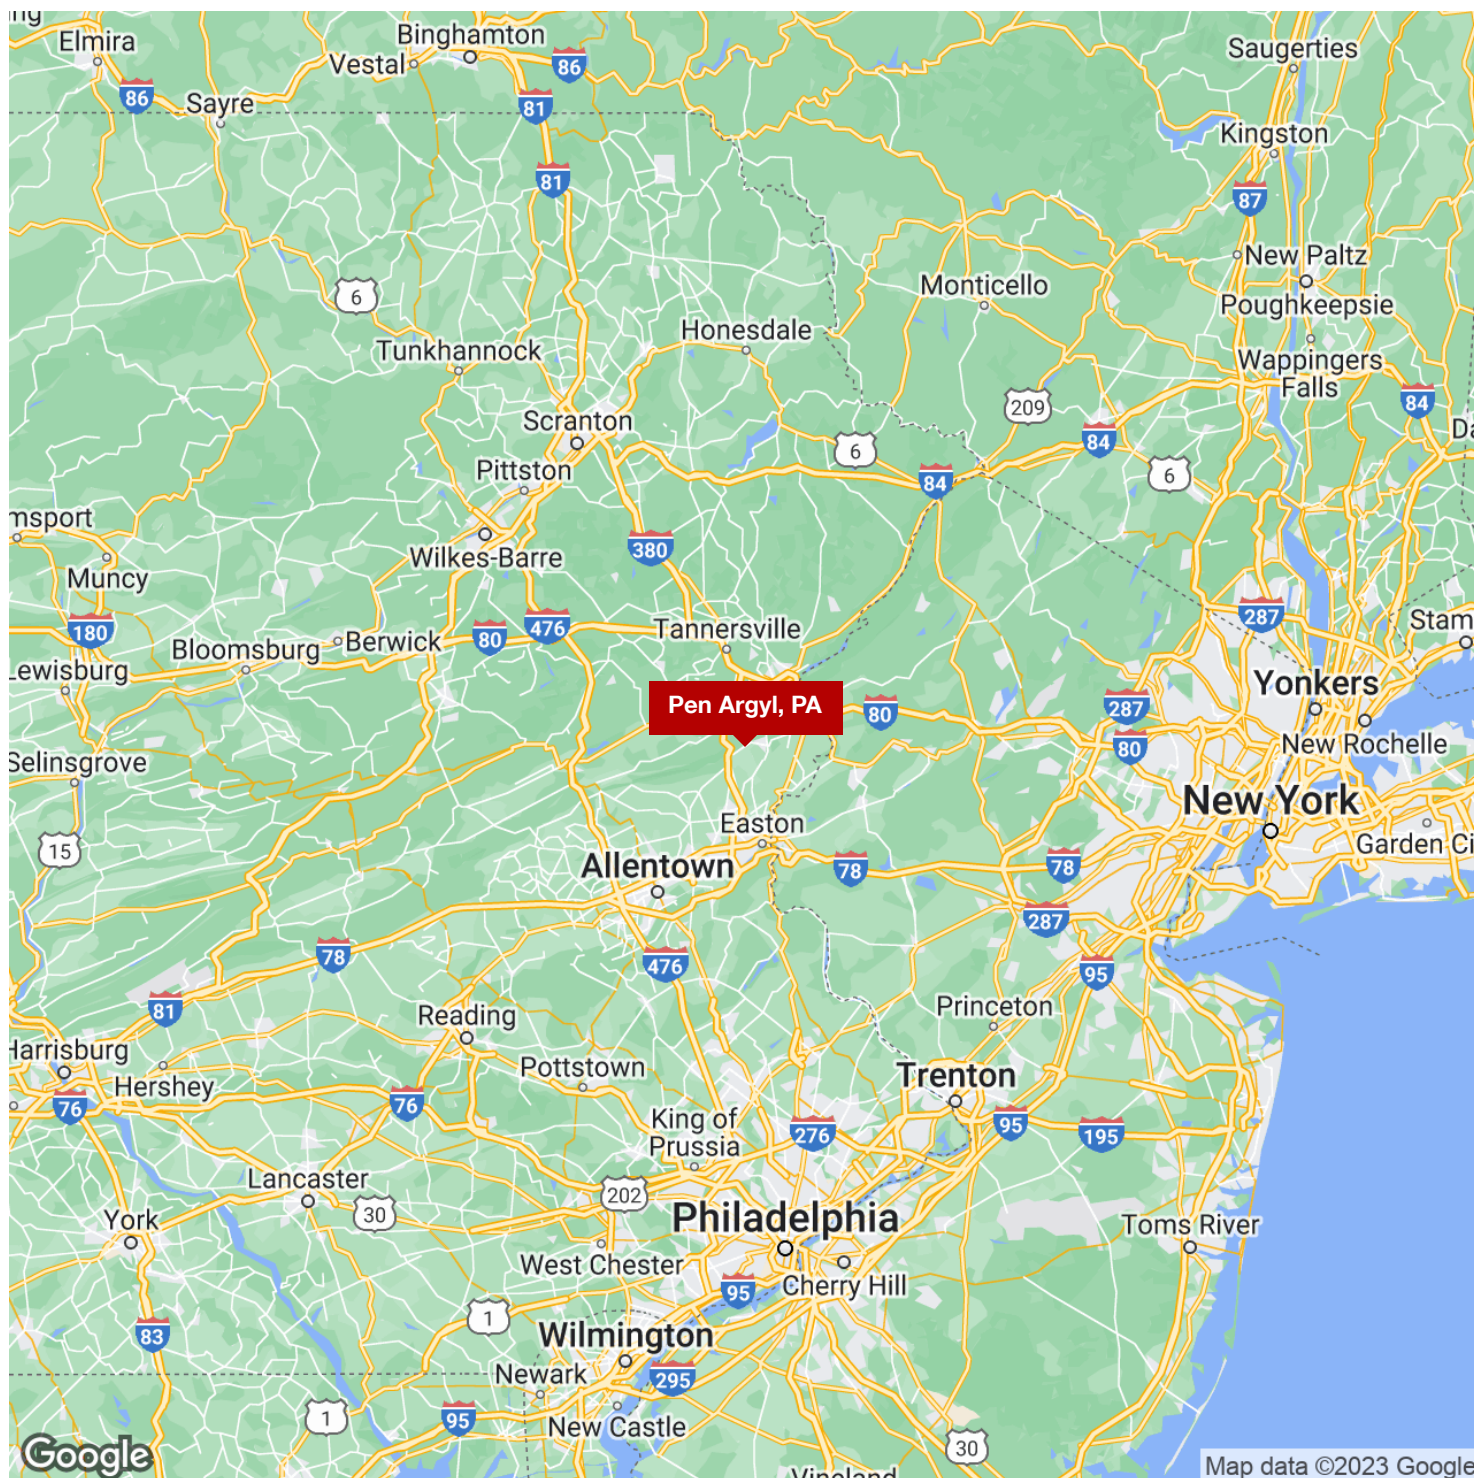 ng
Elmira
Binghamton
Vestal
86
Saugerties
86
Sayre
81
Kingston
81
87
New Paltz
6
Monticello
Poughkeepsie
Honesdale
Tunkhannock
Wappingers
Falls
209
84
Scranton
84
6
Pittston
84
6
msport
380
Wilkes-Barre
Muncy
287
180
80
476
Tannersville
Stam
Bloomsburg
Berwick
Lewisburg
Yonkers
Pen Argyl, PA
80
287
80
New Rochelle
Selinsgrove
New York
Easton
15
Garden Ci
Allentown
78
78
287
78
476
95
81
Princeton
Reading
Harrisburg
Pottstown
Hershey
Trenton
76
76
King of
Prussia
276
95
195
Lancaster
202
30
York
Philadelphia
Toms River
West Chester
Cherry Hill
95
1
83
Wilmington
Newark
295
1
95
New Castle
30
Google
Map data ©2023 Google
Vineland